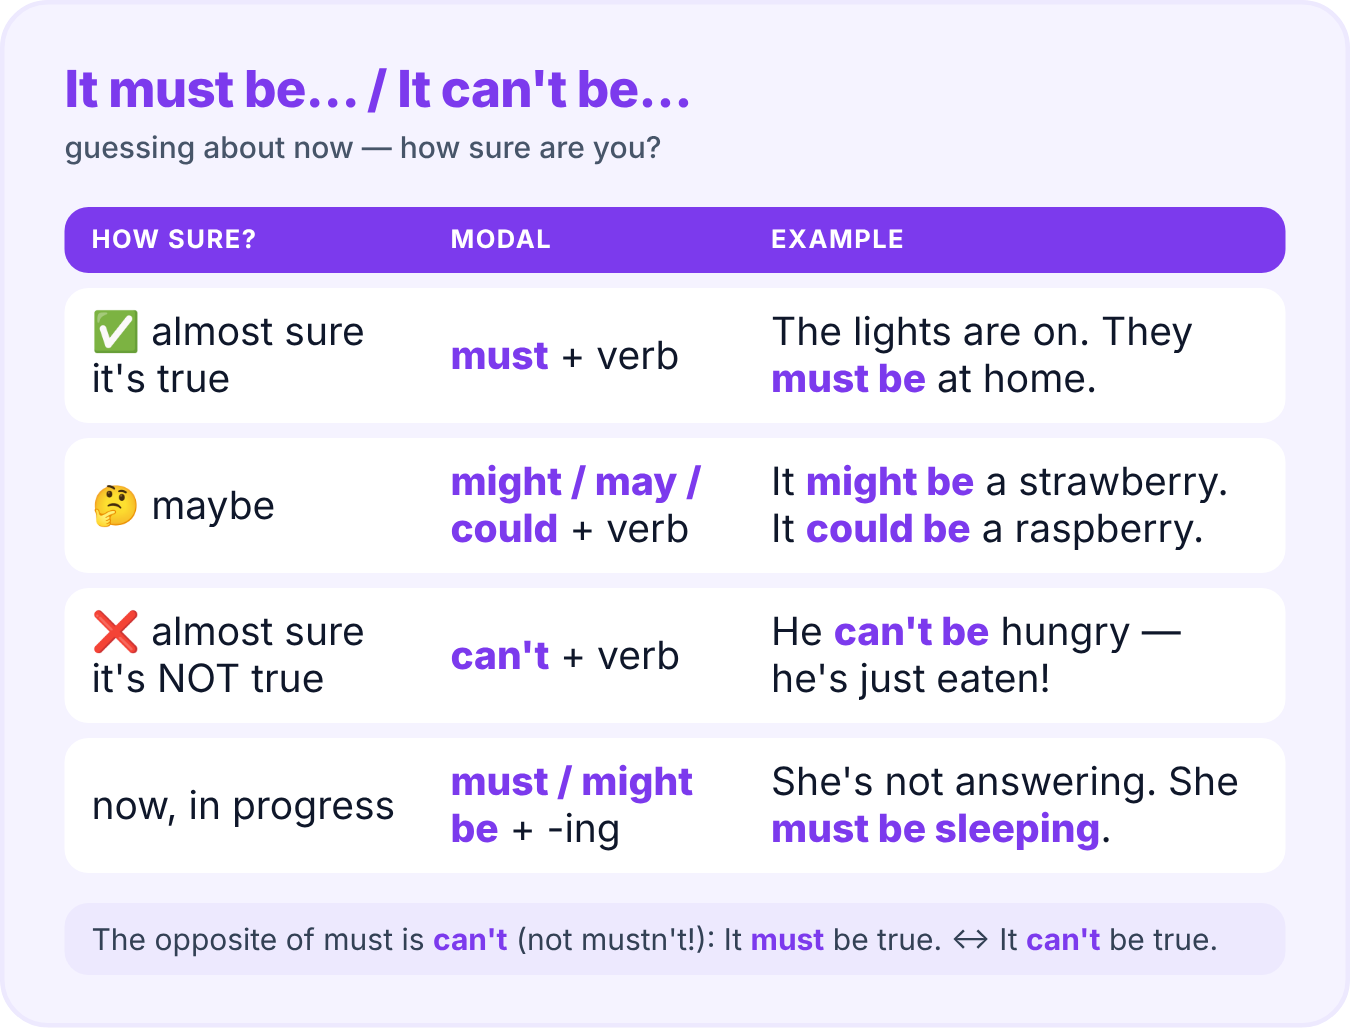 It must be... / It can't be...
guessing about now — how sure are you?
HOW SURE? MODAL EXAMPLE
✅ almost sure
it's true
must + verb
The lights are on. They
must be at home.
🤔 maybe
might / may /
could + verb
It might be a strawberry.
It could be a raspberry.
❌ almost sure
it's NOT true
can't + verb
He can't be hungry —
he's just eaten!
now, in progress
must / might
be + -ing
She's not answering. She
must be sleeping.
The opposite of must is can't (not mustn't!): It must be true. ↔ It can't be true.